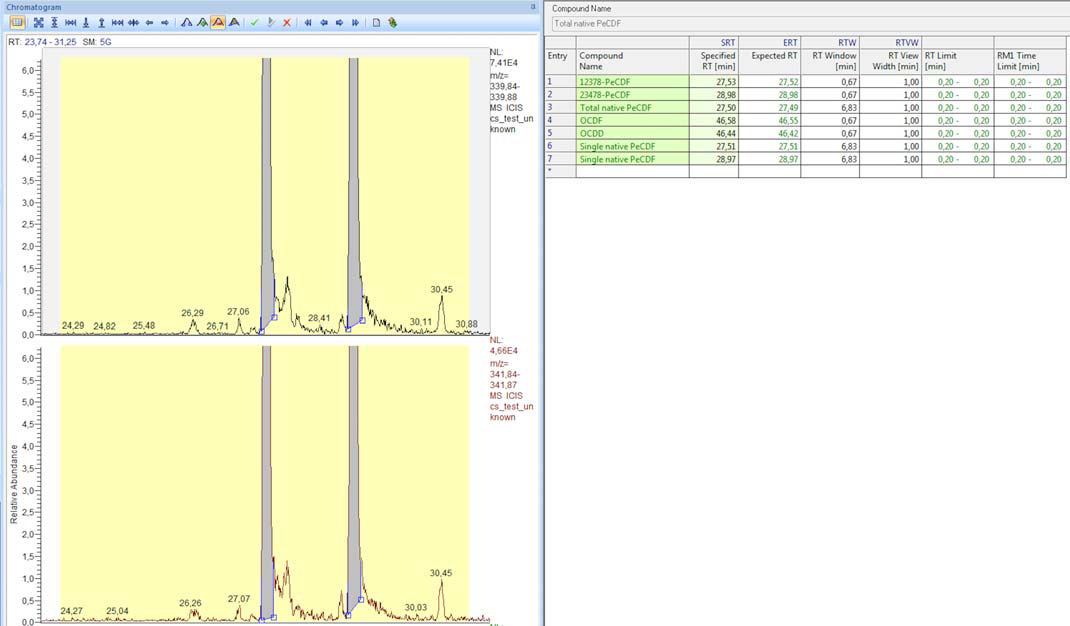 Chromatogram
RT: 23,74 - 31,25 SM: 5G
NL:
7,41E4
m/z=
339,84-
339,88
MS ICIS
cs_test_un
known
6,0
5,5
5,0
4,5
4,0
3,5
3,0
2,5
2,0
1,5
1,0
0,5
0,0
24,29
24,82
25,48
26,29
26,71
27,06
28,41
30,11
30,45
30,88
NL:
4,66E4
m/z=
341,84-
341,87
MS ICIS
cs_test_un
known
Relative Abundance
6,0
5,5
5,0
4,5
4,0
3,5
3,0
2,5
2,0
1,5
1,0
0,5
0,0
24,27
25,04
26,26
27,07
30,03
30,45
Compound Name
Total native PeCDF
SRT ERT RTW RTVW
Entry Compound Name Specified RT [min] Expected RT RT Window [min] RT View Width [min] RT Limit [min] RM1 Time Limit [min]
1 12378-PeCDF 27,53 27,52 0,67 1,00 0,20 - 0,20 0,20 - 0,20
2 23478-PeCDF 28,98 28,98 0,67 1,00 0,20 - 0,20 0,20 - 0,20
3 Total native PeCDF 27,50 27,49 6,83 1,00 0,20 - 0,20 0,20 - 0,20
4 OCDF 46,58 46,55 0,67 1,00 0,20 - 0,20 0,20 - 0,20
5 OCDD 46,44 46,42 0,67 1,00 0,20 - 0,20 0,20 - 0,20
6 Single native PeCDF 27,51 27,51 6,83 1,00 0,20 - 0,20 0,20 - 0,20
7 Single native PeCDF 28,97 28,97 6,83 1,00 0,20 - 0,20 0,20 - 0,20
*